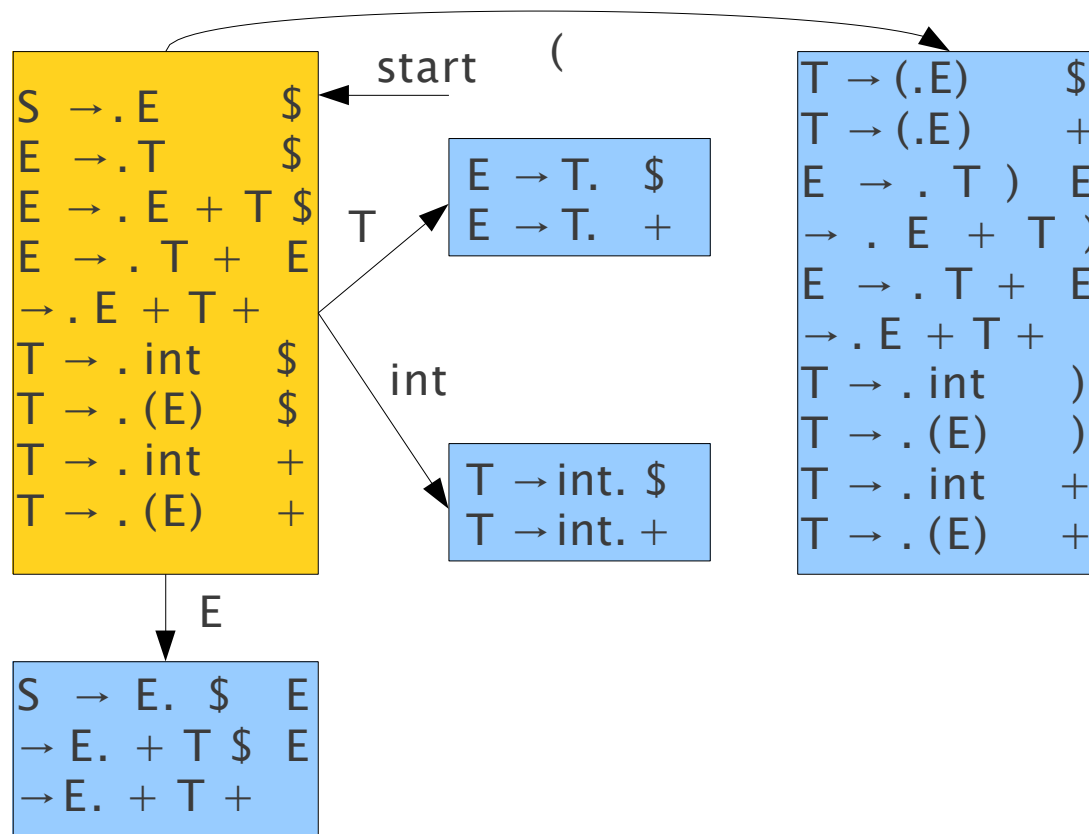 (
start
S → . E $
E → . T $
E → . E + T $
E → . T + E
→ . E + T +
T → . int $
T → . (E) $
T → . int +
T → . (E) +
T
E → T. $
E → T. +
int
T → int. $
T → int. +
T → (.E) $
T → (.E) +
E → . T ) E
→ . E + T )
E → . T + E
→ . E + T +
T → . int )
T → . (E) )
T → . int +
T → . (E) +
E
S → E. $ E
→ E. + T $ E
→ E. + T +